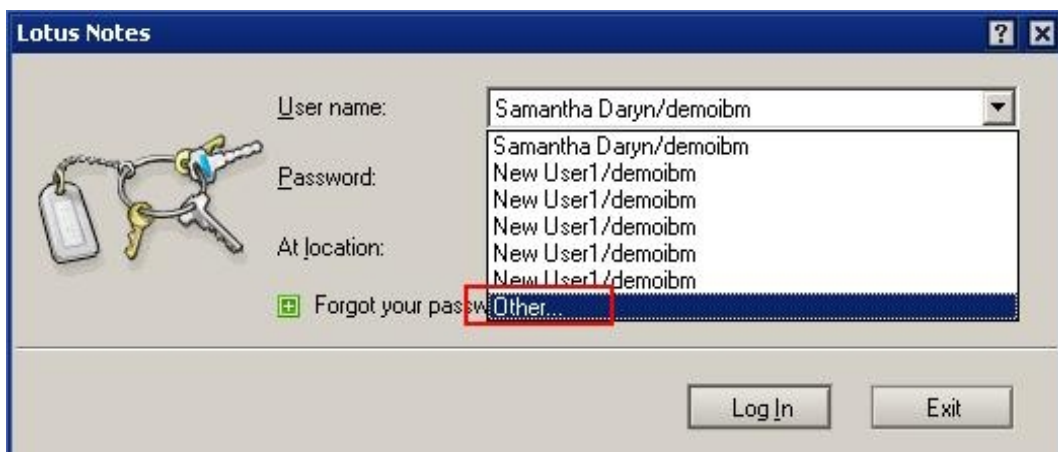 Lotus Notes
User name:
Samantha Daryn/demoibm
Samantha Daryn/demoibm
New User1/demoibm
Password:
New User1/demoibm
New User1/demoibm
At location:
New User1/demoibm
New User1/demoibm
Forgot your passw
Other...
Log In
Exit